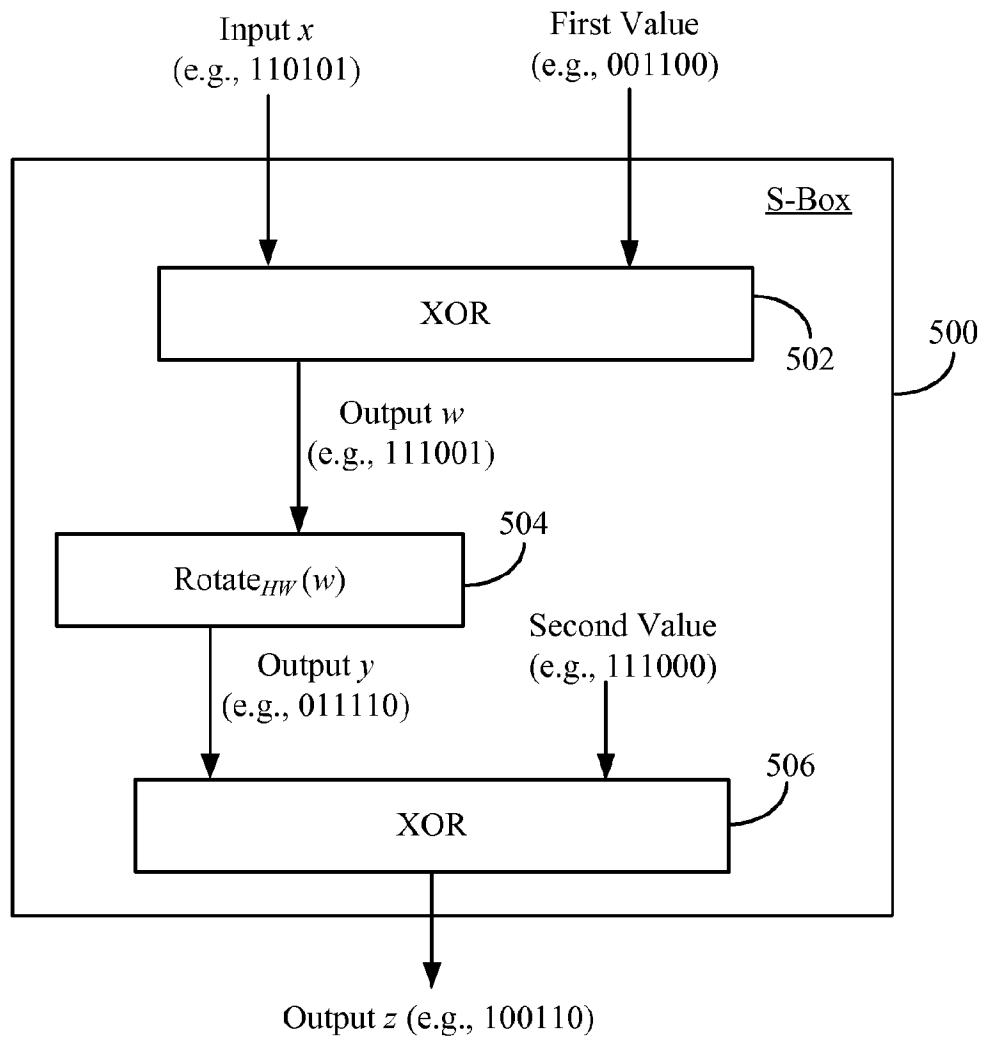 Input x
(e.g., 110101)
First Value
(e.g., 001100)
S-Box
XOR
502
500
Output w
(e.g., 111001)
504
Rotate_HW (w)
Second Value
(e.g., 111000)
Output y
(e.g., 011110)
506
XOR
Output z (e.g., 100110)